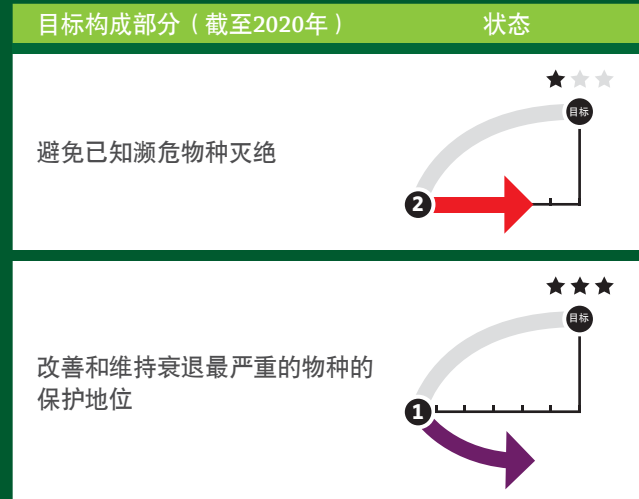 目标构成部分（截至2020年） 状态
目标
避免已知濒危物种灭绝
2
目标
改善和维持衰退最严重的物种的
保护地位
1